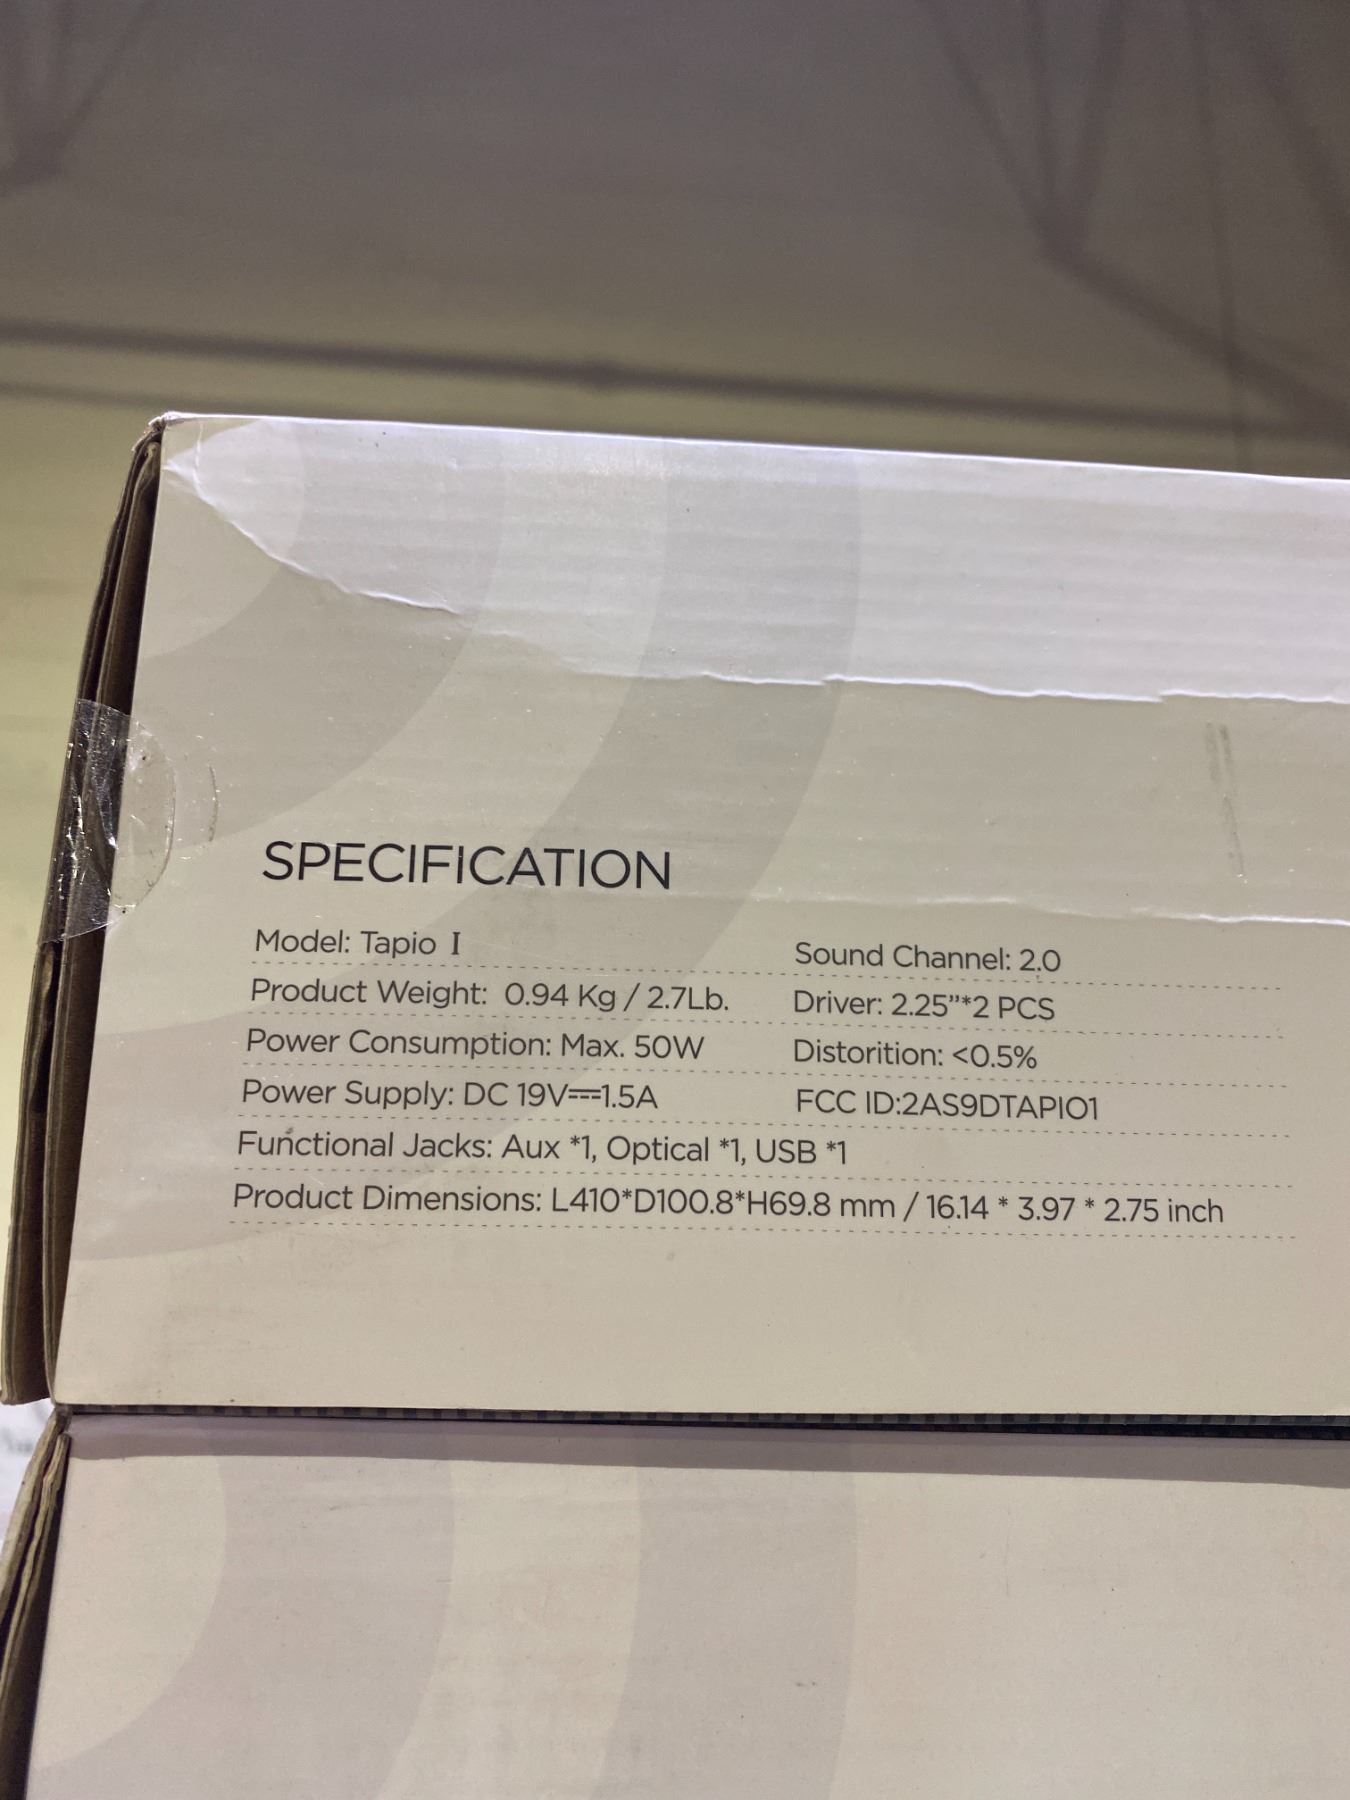 SPECIFICATION
Model: Tapio I
Sound Channel: 2.0
Product Weight: 0.94 Kg / 2.7Lb.
Driver: 2.25”*2 PCS
Power Consumption: Max. 50W
Distorition: <0.5%
Power Supply: DC 19V⎓1.5A
FCC ID:2AS9DTAPIO1
Functional Jacks: Aux *1, Optical *1, USB *1
Product Dimensions: L410*D100.8*H69.8 mm / 16.14 * 3.97 * 2.75 inch